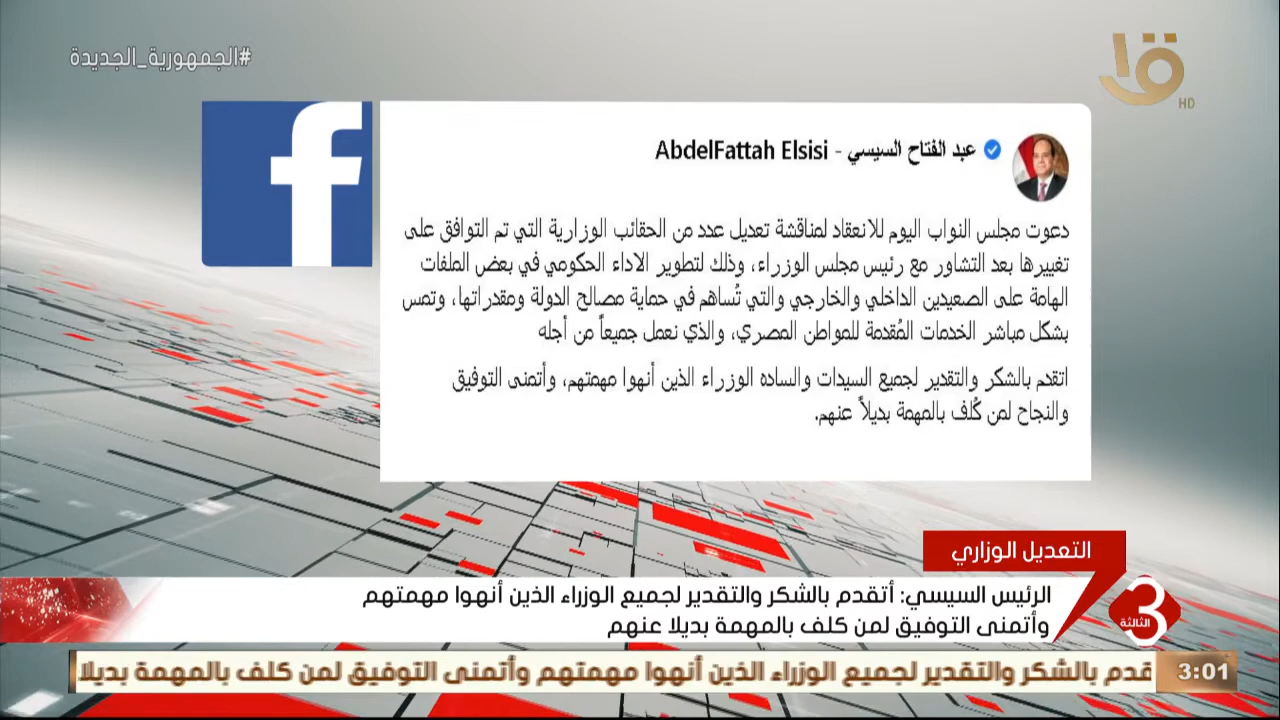 #الجمهورية_الجديدة
HD
عبد الفتاح السيسي - AbdelFattah Elsisi
دعوت مجلس النواب اليوم للانعقاد لمناقشة تعديل عدد من الحقائب الوزارية التي تم التوافق على
تغييرها بعد التشاور مع رئيس مجلس الوزراء، وذلك لتطوير الاداء الحكومي في بعض الملفات
الهامة على الصعيدين الداخلي والخارجي والتي تُساهم في حماية مصالح الدولة ومقدراتها، وتمس
بشكل مباشر الخدمات المُقدمة للمواطن المصري، والذي نعمل جميعاً من أجله
اتقدم بالشكر والتقدير لجميع السيدات والساده الوزراء الذين أنهوا مهمتهم، وأتمنى التوفيق
والنجاح لمن كُلف بالمهمة بديلاً عنهم.
التعديل الوزاري
الرئيس السيسي: أتقدم بالشكر والتقدير لجميع الوزراء الذين أنهوا مهمتهم
وأتمنى التوفيق لمن كلف بالمهمة بديلا عنهم
3 الثالثة
3:01 قدم بالشكر والتقدير لجميع الوزراء الذين أنهوا مهمتهم وأتمنى التوفيق لمن كلف بالمهمة بديلا